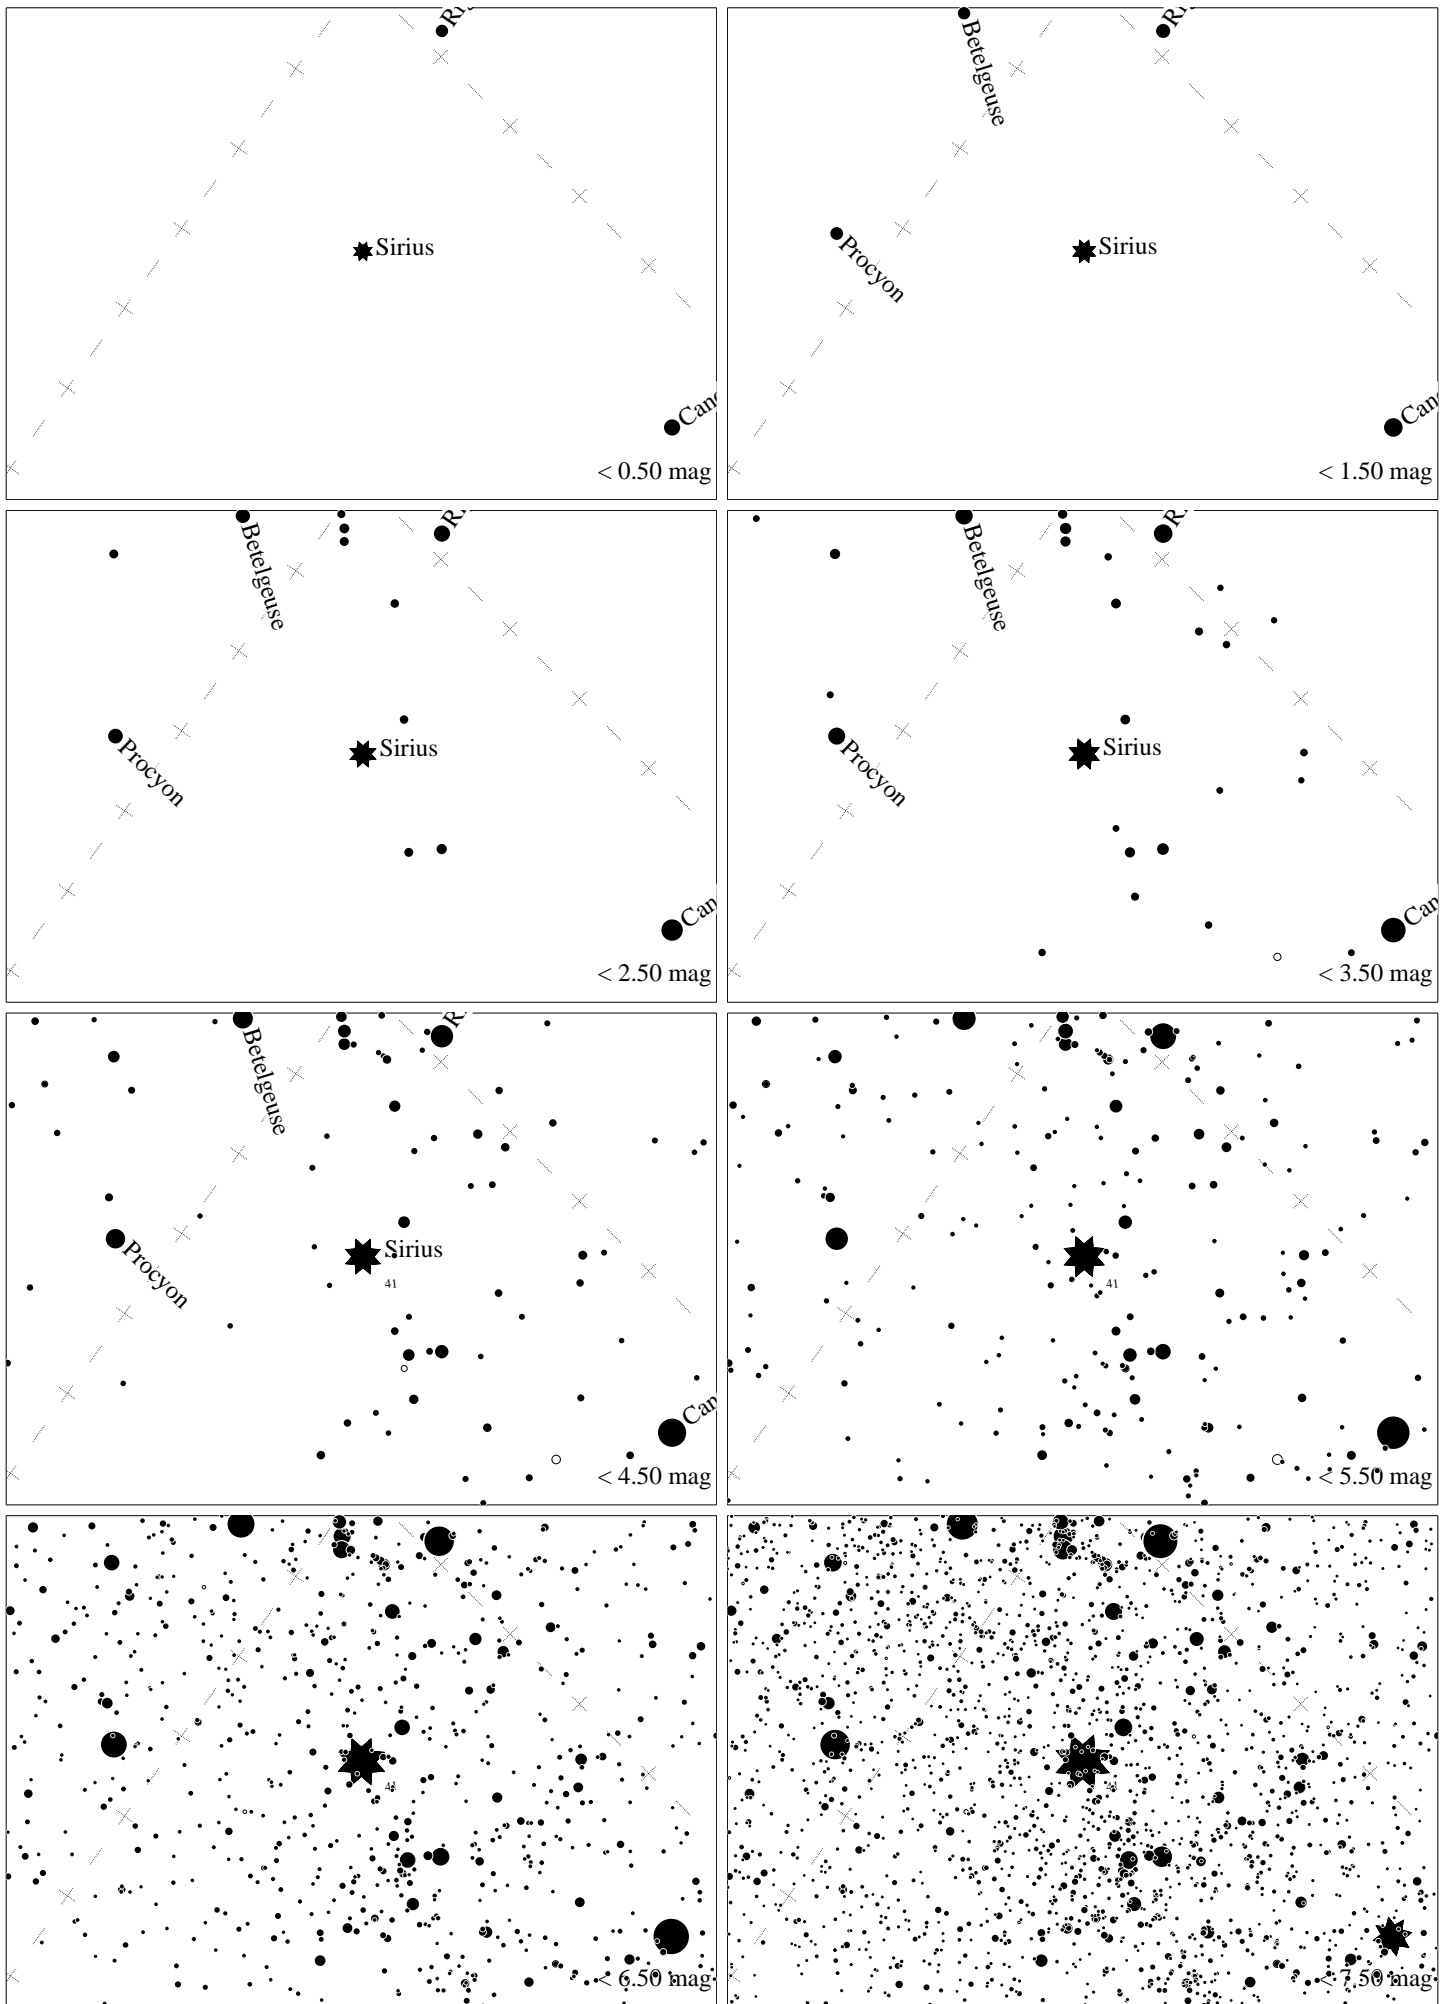 Sirius
< 0.50 mag
Betelgeuse
Procyon
Sirius
< 1.50 mag
Betelgeuse
Procyon
Sirius
Can
< 2.50 mag
Betelgeuse
Procyon
Sirius
Can
< 3.50 mag
Betelgeuse
Procyon
Sirius
41
Can
< 4.50 mag
41
< 5.50 mag
41
< 6.50 mag
< 7.50 mag